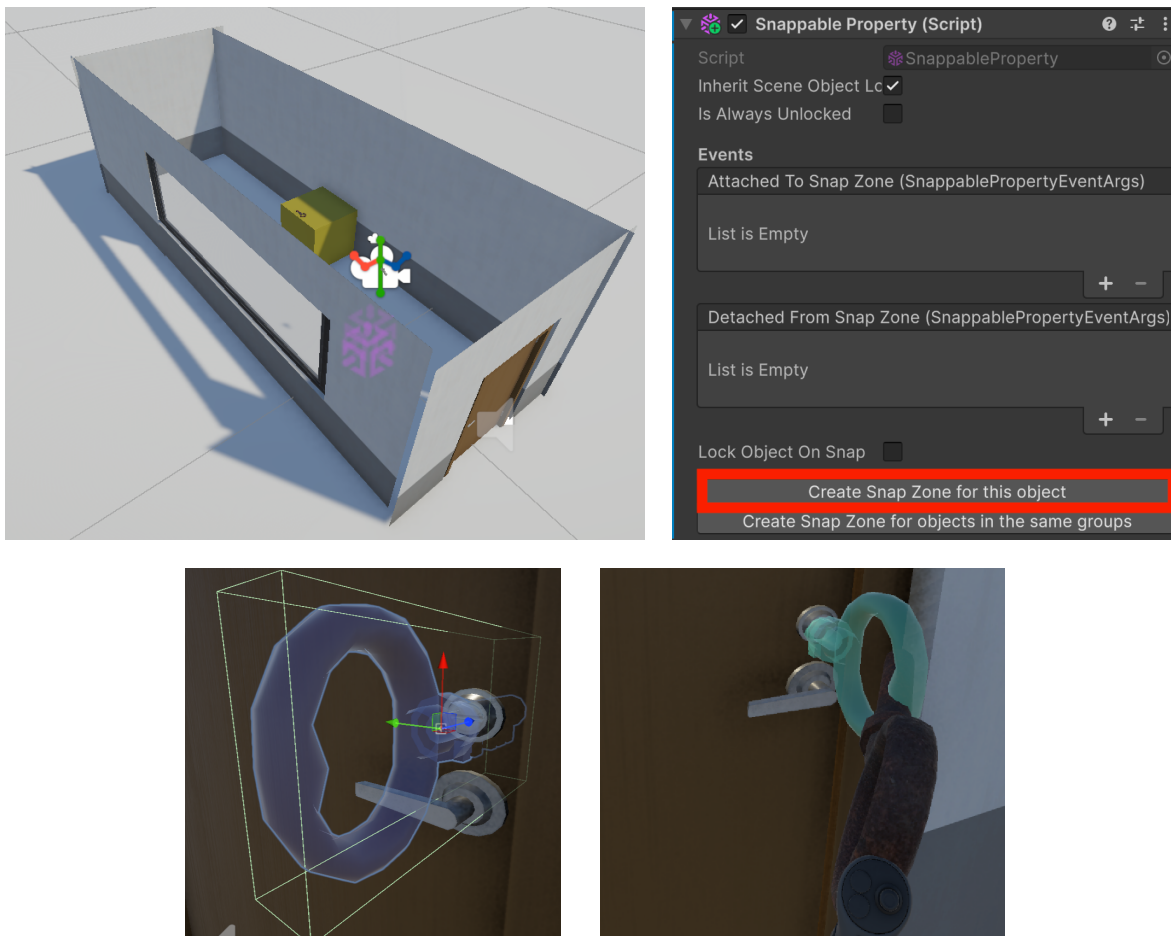 Snappable Property (Script)
Script SnappableProperty
Inherit Scene Object Lo
Is Always Unlocked
Events
Attached To Snap Zone (SnappablePropertyEventArgs)
List is Empty
Detached From Snap Zone (SnappablePropertyEventArgs)
List is Empty
Lock Object On Snap
Create Snap Zone for this object
Create Snap Zone for objects in the same groups